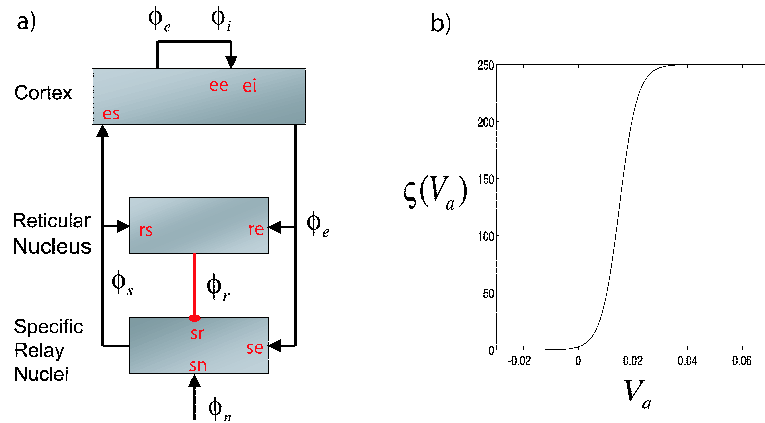 a)
ϕe ϕi
Cortex
ee ei
es
Reticular
Nucleus
rs re
ϕe
ϕs
ϕr
Specific
Relay
Nuclei
sr
se
sn
ϕn
b)
250
200
150
100
50
0
ς(Va)
-0.02 0 0.02 0.04 0.06
Va